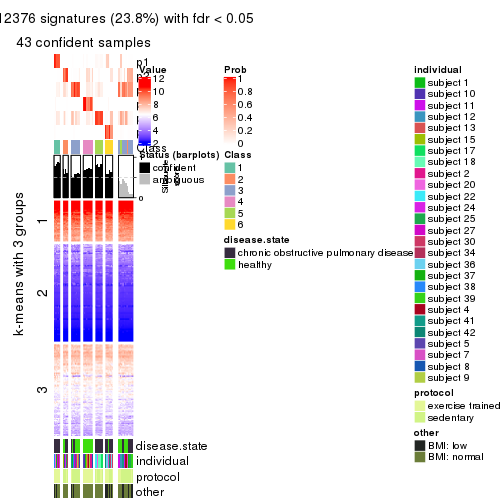 12376 signatures (23.8%) with fdr < 0.05
43 confident samples
p1
Value
12
10
8
6
4
2
Prob
1
0.8
0.6
0.4
0.2
0
Class
Status (barplots)
confident
ambiguous
0
Class
1
2
3
4
5
6
disease.state
chronic obstructive pulmonary disease
healthy
k-means with 3 groups
1
2
3
disease.state
individual
protocol
other
individual
subject 1
subject 10
subject 11
subject 12
subject 13
subject 15
subject 17
subject 18
subject 2
subject 20
subject 22
subject 24
subject 25
subject 27
subject 30
subject 34
subject 36
subject 37
subject 38
subject 39
subject 4
subject 41
subject 42
subject 5
subject 7
subject 8
subject 9
protocol
exercise trained
sedentary
other
BMI: low
BMI: normal